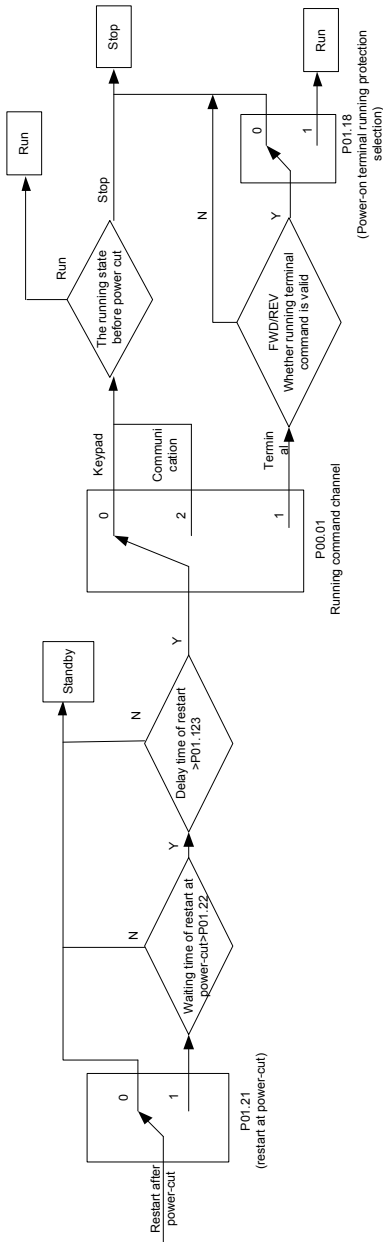 Restart after
power-cut
0
1
P01.21
(restart at power-cut)
Waiting time of restart at
power-cut>P01.22
N
Y
Delay time of restart
>P01.123
N
Y
Standby
0
2
1
P00.01
Running command channel
Keypad
Communi
cation
Termin
al
The running state
before power cut
Run
Stop
Run
Stop
FWD/REV
Whether running terminal
command is valid
N
Y
0
1
P01.18
(Power-on terminal running protection
selection)
Run